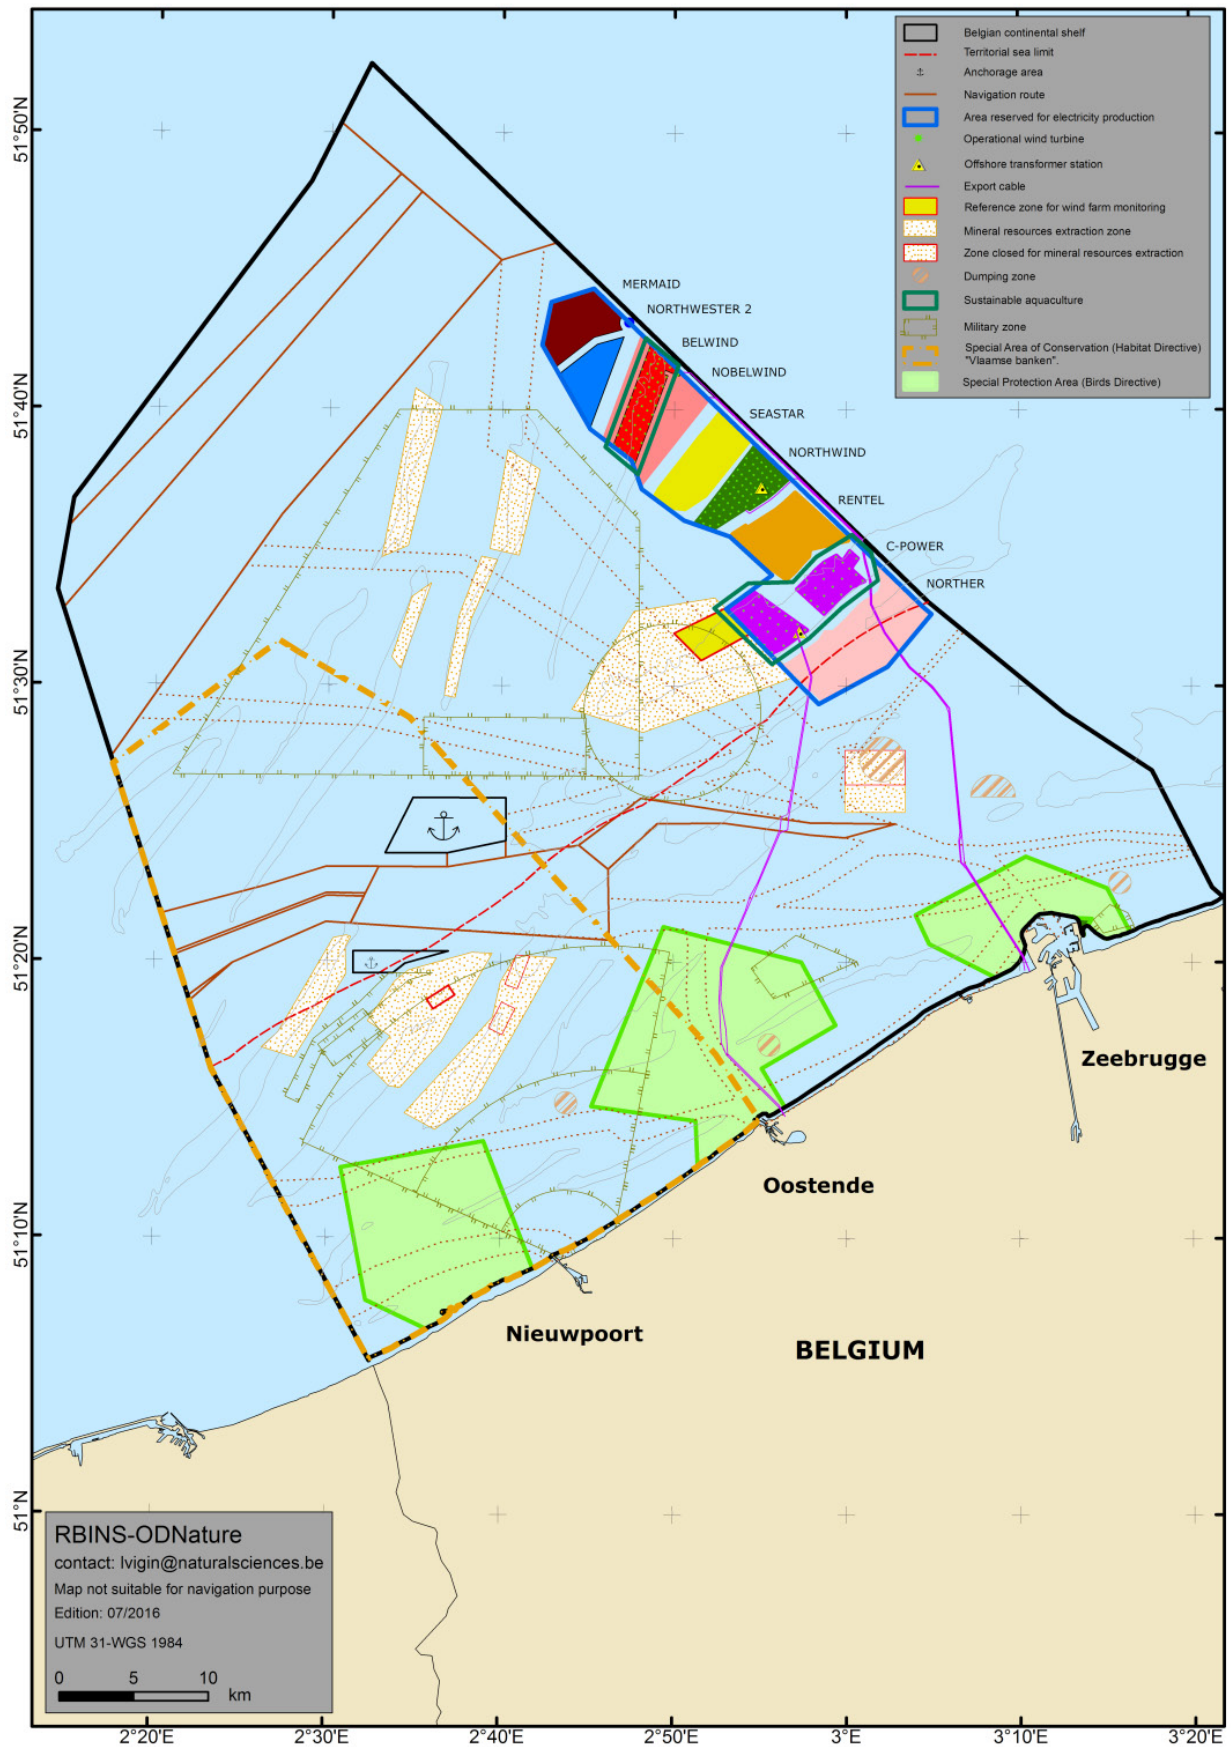 Belgian continental shelf
Territorial sea limit
Anchorage area
Navigation route
Area reserved for electricity production
Operational wind turbine
Offshore transformer station
Export cable
Reference zone for wind farm monitoring
Mineral resources extraction zone
Zone closed for mineral resources extraction
Dumping zone
Sustainable aquaculture
Military zone
Special Area of Conservation (Habitat Directive)
"Vlaamse banken".
Special Protection Area (Birds Directive)
51°50'N
51°40'N
51°30'N
51°20'N
51°10'N
51°N
MERMAID
NORTHWESTER 2
BELWIND
NOBELWIND
SEASTAR
NORTHWIND
RENTEL
C-POWER
NORTHER
Zeebrugge
Oostende
Nieuwpoort
BELGIUM
RBINS-ODNature
contact: lvigin@naturalsciences.be
Map not suitable for navigation purpose
Edition: 07/2016
UTM 31-WGS 1984
0 5 10
km
2°20'E 2°30'E 2°40'E 2°50'E 3°E 3°10'E 3°20'E